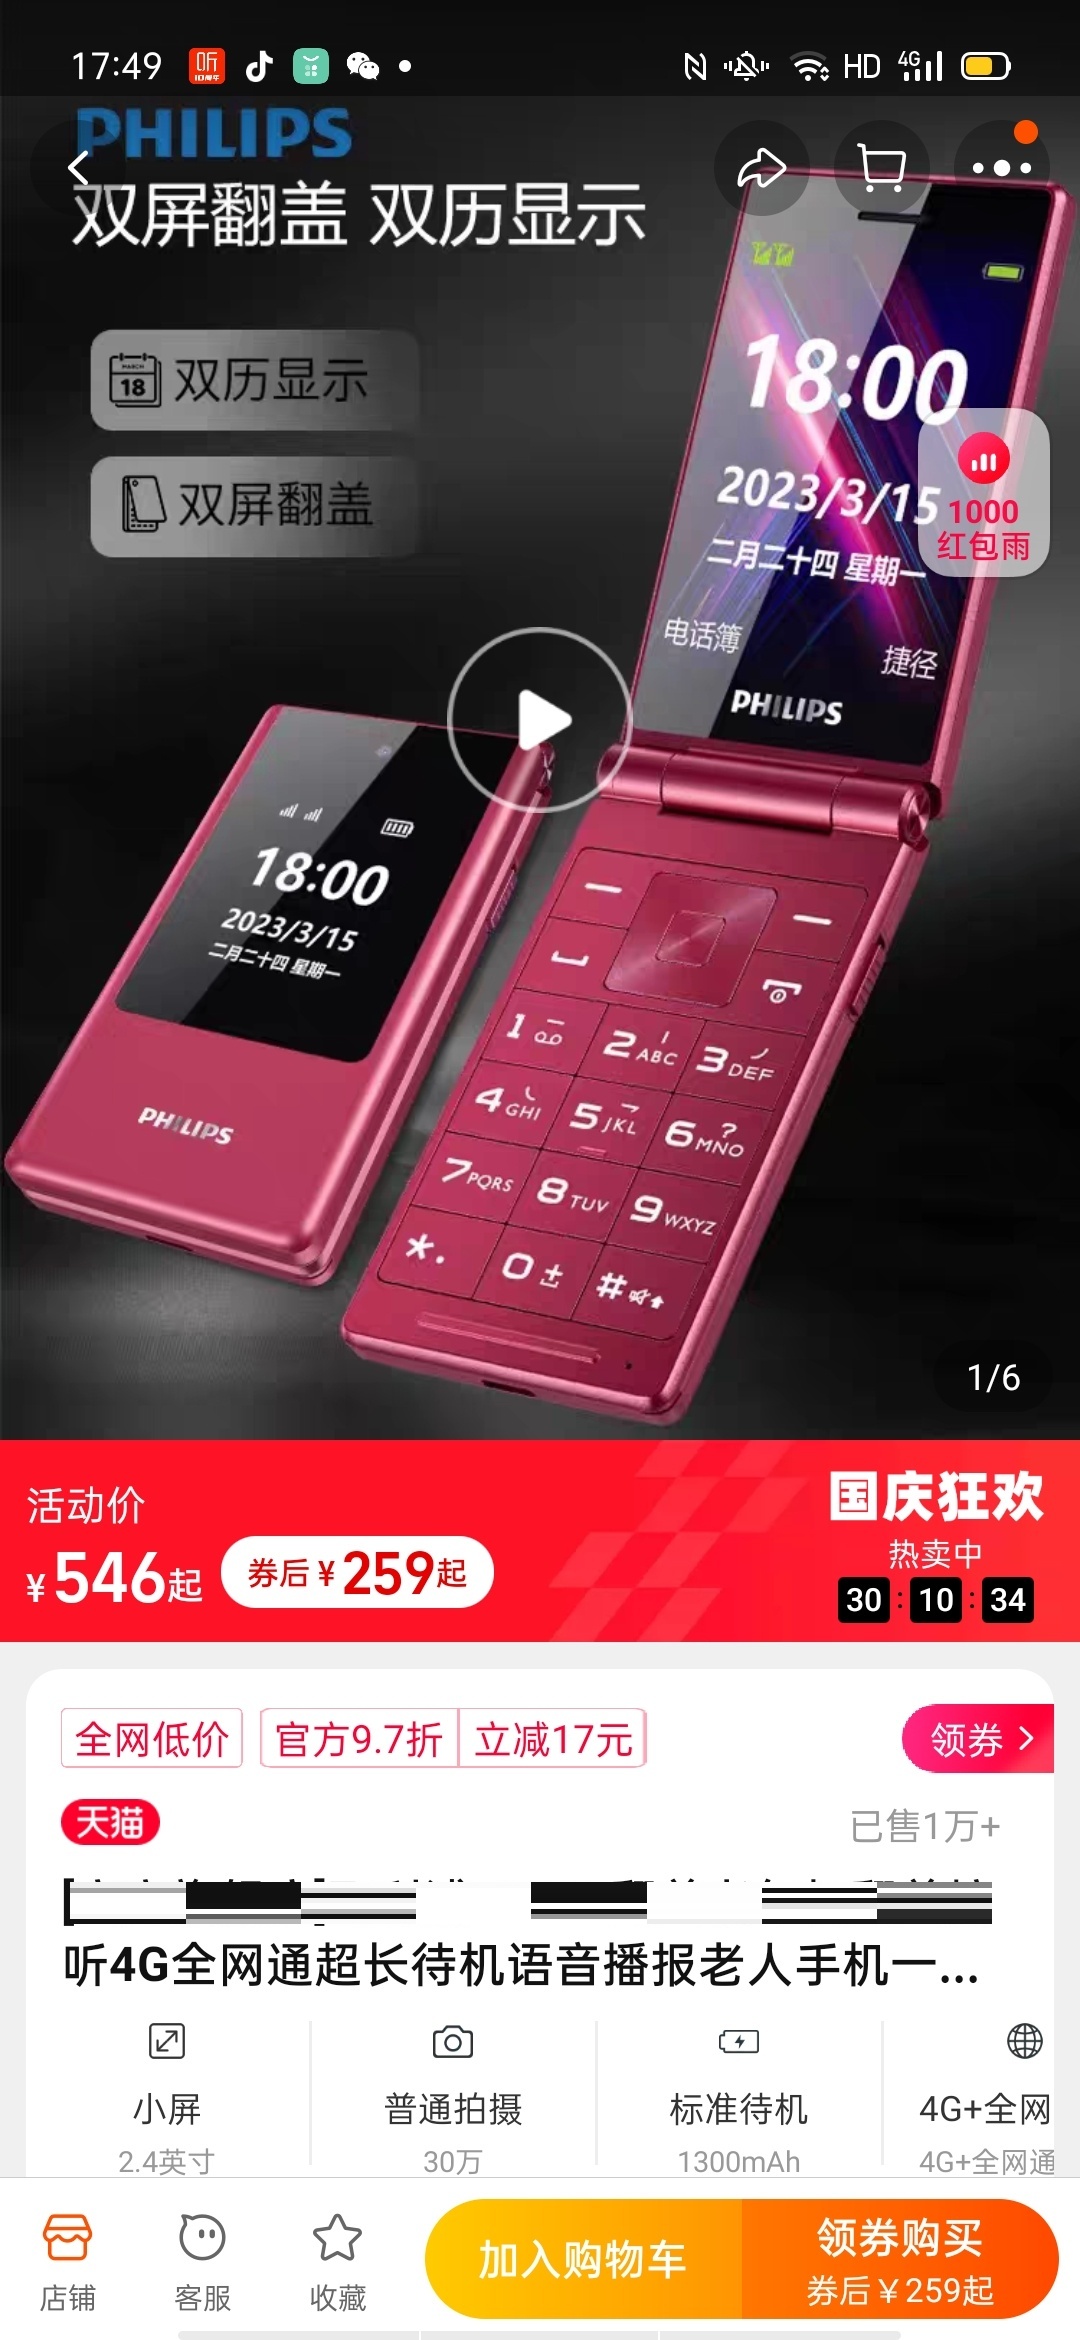 17:49
听
10周年
HD
4G
PHILIPS
双屏翻盖 双历显示
MARCH
18
双历显示
双屏翻盖
18:00
2023/3/15
二月二十四 星期一
电话簿
捷径
PHILIPS
1000
红包雨
18:00
2023/3/15
二月二十四 星期一
PHILIPS
1
2 ABC
3 DEF
4 GHI
5 JKL
6 MNO
7 PQRS
8 TUV
9 WXYZ
*.
0 +
#
1/6
活动价
¥546起
券后¥259起
国庆狂欢
热卖中
30:10:34
全网低价
官方9.7折
立减17元
领券
天猫
已售1万+
听4G全网通超长待机语音播报老人手机一...
小屏
普通拍摄
标准待机
4G+全网
2.4英寸
30万
1300mAh
4G+全网通
店铺
客服
收藏
加入购物车
领券购买
券后¥259起